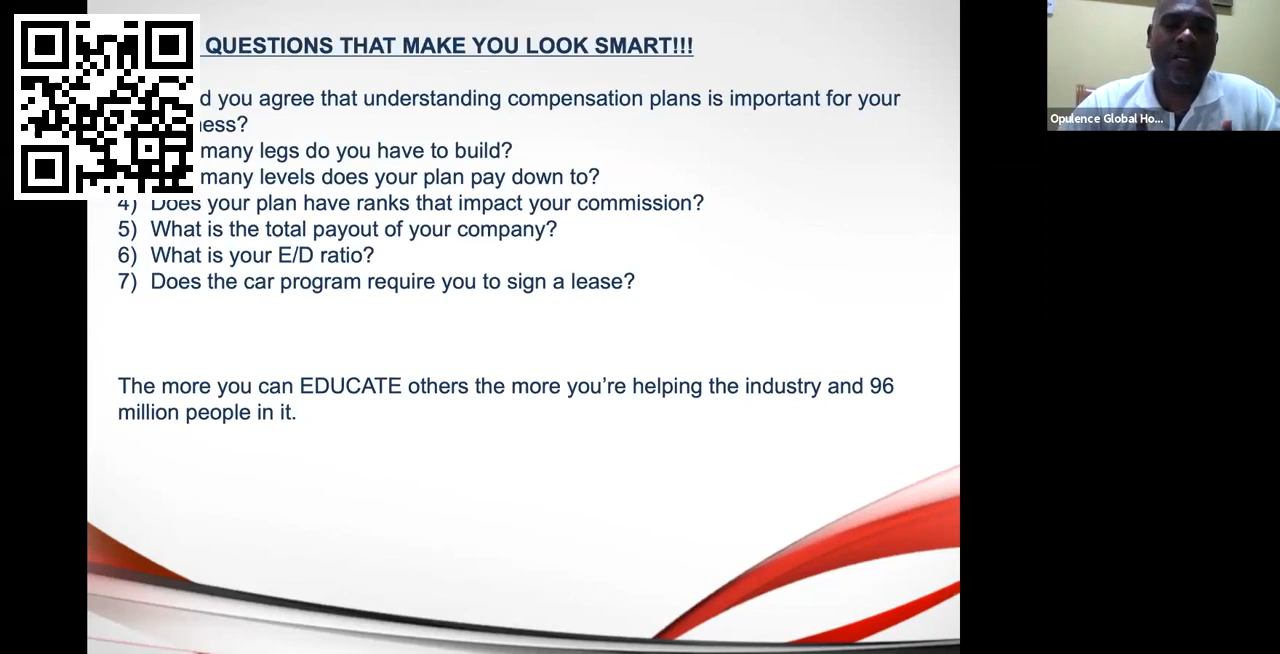 QUESTIONS THAT MAKE YOU LOOK SMART!!!
you agree that understanding compensation plans is important for your
many legs do you have to build?
many levels does your plan pay down to?
4) Does your plan have ranks that impact your commission?
5) What is the total payout of your company?
6) What is your E/D ratio?
7) Does the car program require you to sign a lease?
The more you can EDUCATE others the more you’re helping the industry and 96
million people in it.
Opulence Global Ho...